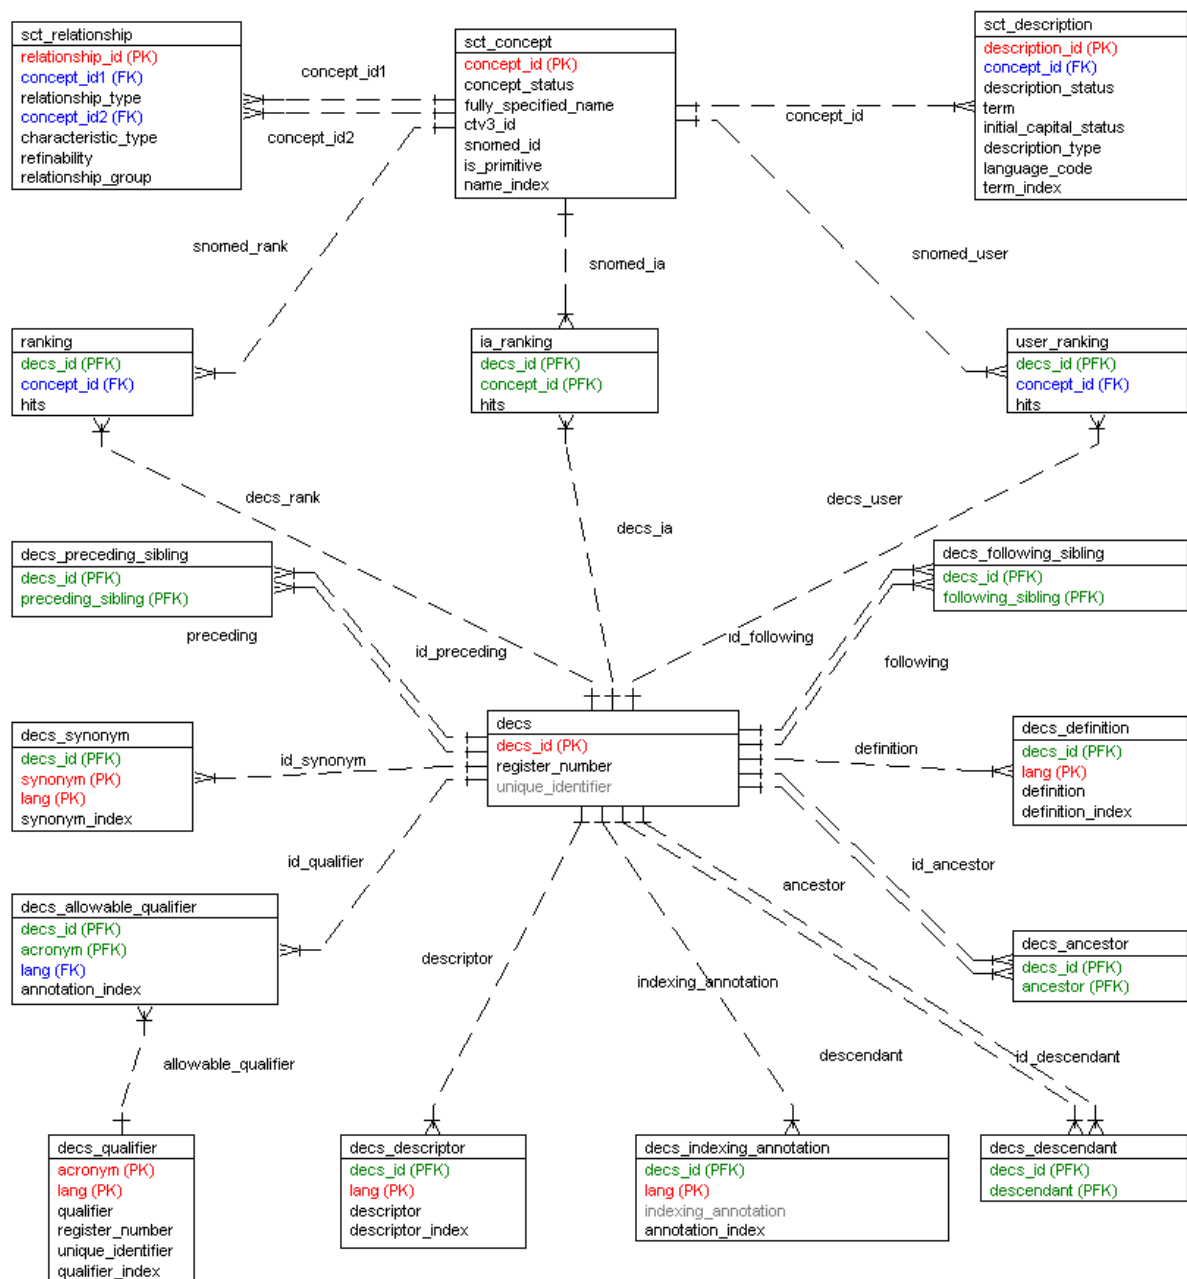 sct_relationship
relationship_id (PK)
concept_id1 (FK)
relationship_type
concept_id2 (FK)
characteristic_type
refinability
relationship_group
concept_id1
concept_id2
sct_concept
concept_id (PK)
concept_status
fully_specified_name
ctv3_id
snomed_id
is_primitive
name_index
concept_id
sct_description
description_id (PK)
concept_id (FK)
description_status
term
initial_capital_status
description_type
language_code
term_index
snomed_rank
snomed_ia
snomed_user
ranking
decs_id (PFK)
concept_id (FK)
hits
ia_ranking
decs_id (PFK)
concept_id (PFK)
hits
user_ranking
decs_id (PFK)
concept_id (FK)
hits
decs_rank
decs_ia
decs_user
decs_preceding_sibling
decs_id (PFK)
preceding_sibling (PFK)
preceding
id_preceding
id_following
following
decs_following_sibling
decs_id (PFK)
following_sibling (PFK)
decs_synonym
decs_id (PFK)
synonym (PK)
lang (PK)
synonym_index
id_synonym
decs
decs_id (PK)
register_number
unique_identifier
definition
decs_definition
decs_id (PFK)
lang (PK)
definition
definition_index
id_qualifier
ancestor
id_ancestor
decs_allowable_qualifier
decs_id (PFK)
acronym (PFK)
lang (FK)
annotation_index
descriptor
indexing_annotation
decs_ancestor
decs_id (PFK)
ancestor (PFK)
allowable_qualifier
descendant
id_descendant
decs_qualifier
acronym (PK)
lang (PK)
qualifier
register_number
unique_identifier
qualifier_index
decs_descriptor
decs_id (PFK)
lang (PK)
descriptor
descriptor_index
decs_indexing_annotation
decs_id (PFK)
lang (PK)
indexing_annotation
annotation_index
decs_descendant
decs_id (PFK)
descendant (PFK)